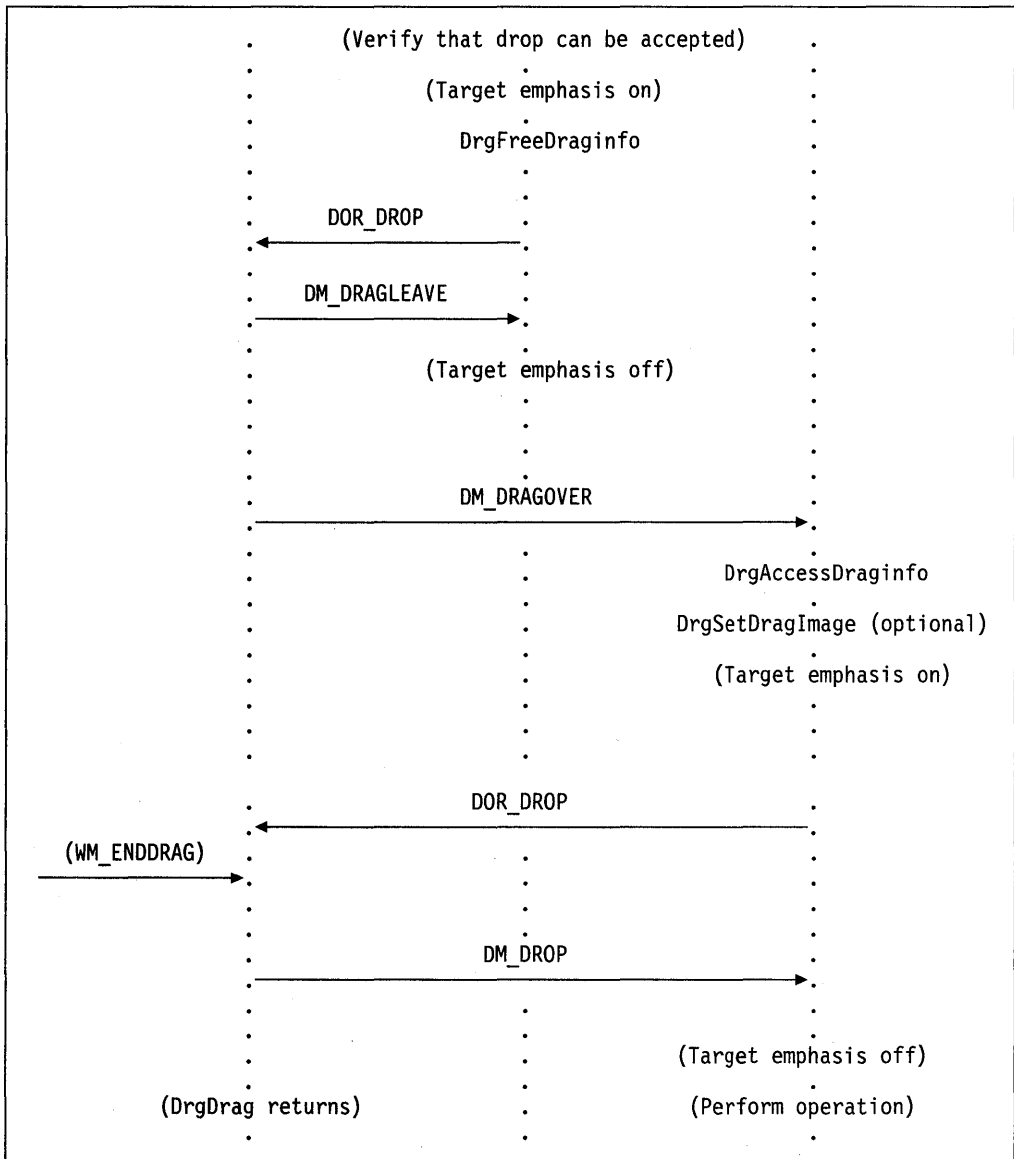 (Verify that drop can be accepted)
(Target emphasis on)
DrgFreeDraginfo
DOR_DROP
DM_DRAGLEAVE
(Target emphasis off)
DM_DRAGOVER
DrgAccessDraginfo
DrgSetDragImage (optional)
(Target emphasis on)
DOR_DROP
(WM_ENDDRAG)
DM_DROP
(Target emphasis off)
(DrgDrag returns) (Perform operation)